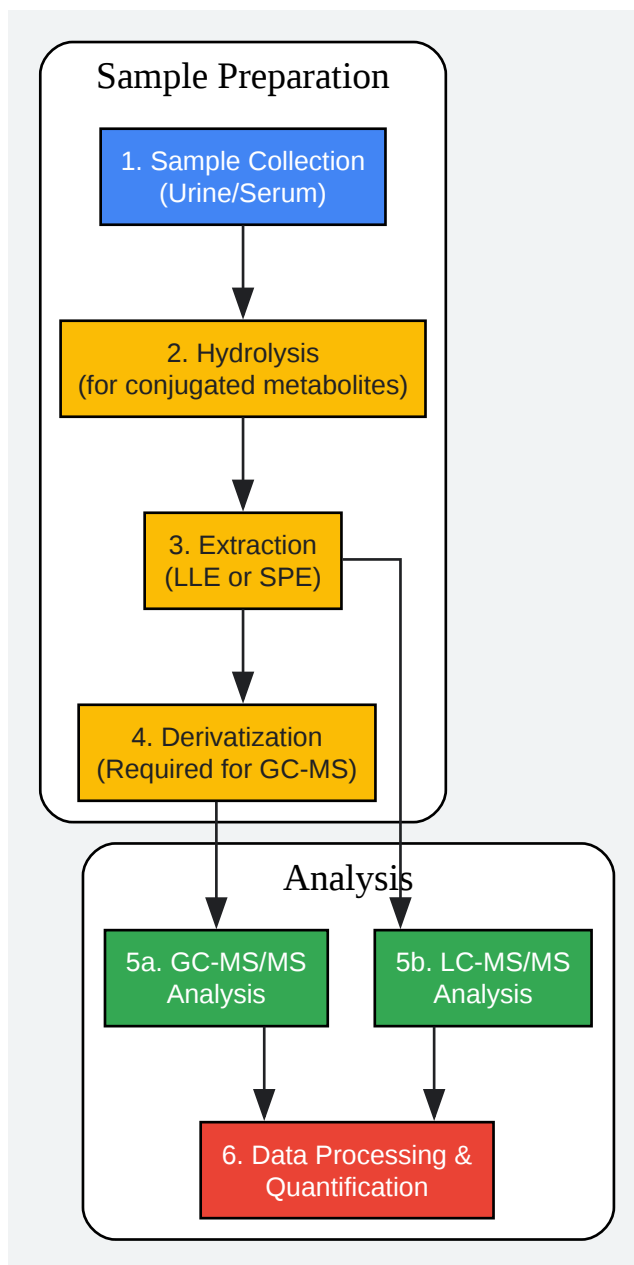 Sample Preparation
1. Sample Collection
(Urine/Serum)
2. Hydrolysis
(for conjugated metabolites)
3. Extraction
(LLE or SPE)
4. Derivatization
(Required for GC-MS)
Analysis
5a. GC-MS/MS
Analysis
5b. LC-MS/MS
Analysis
6. Data Processing &
Quantification